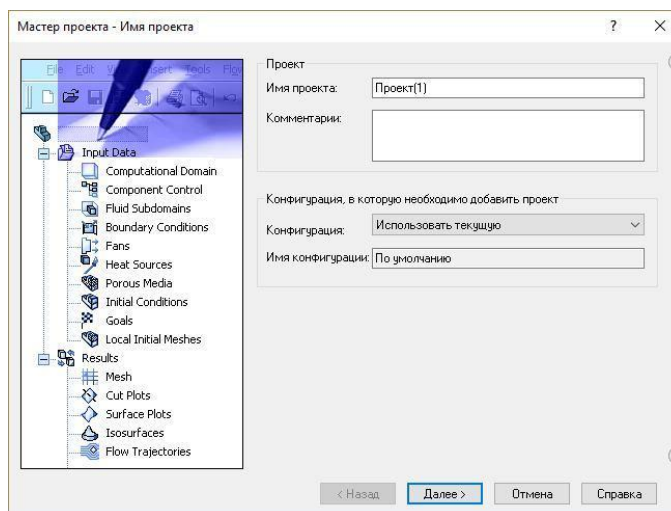 Мастер проекта - Имя проекта
File Edit Insert Tools Flow
Input Data
Computational Domain
Component Control
Fluid Subdomains
Boundary Conditions
Fans
Heat Sources
Porous Media
Initial Conditions
Goals
Local Initial Meshes
Results
Mesh
Cut Plots
Surface Plots
Isosurfaces
Flow Trajectories
Проект
Имя проекта: Проект(1)
Комментарии:
Конфигурация, в которую необходимо добавить проект
Конфигурация: Использовать текущую
Имя конфигурации: По умолчанию
< Назад Далее > Отмена Справка